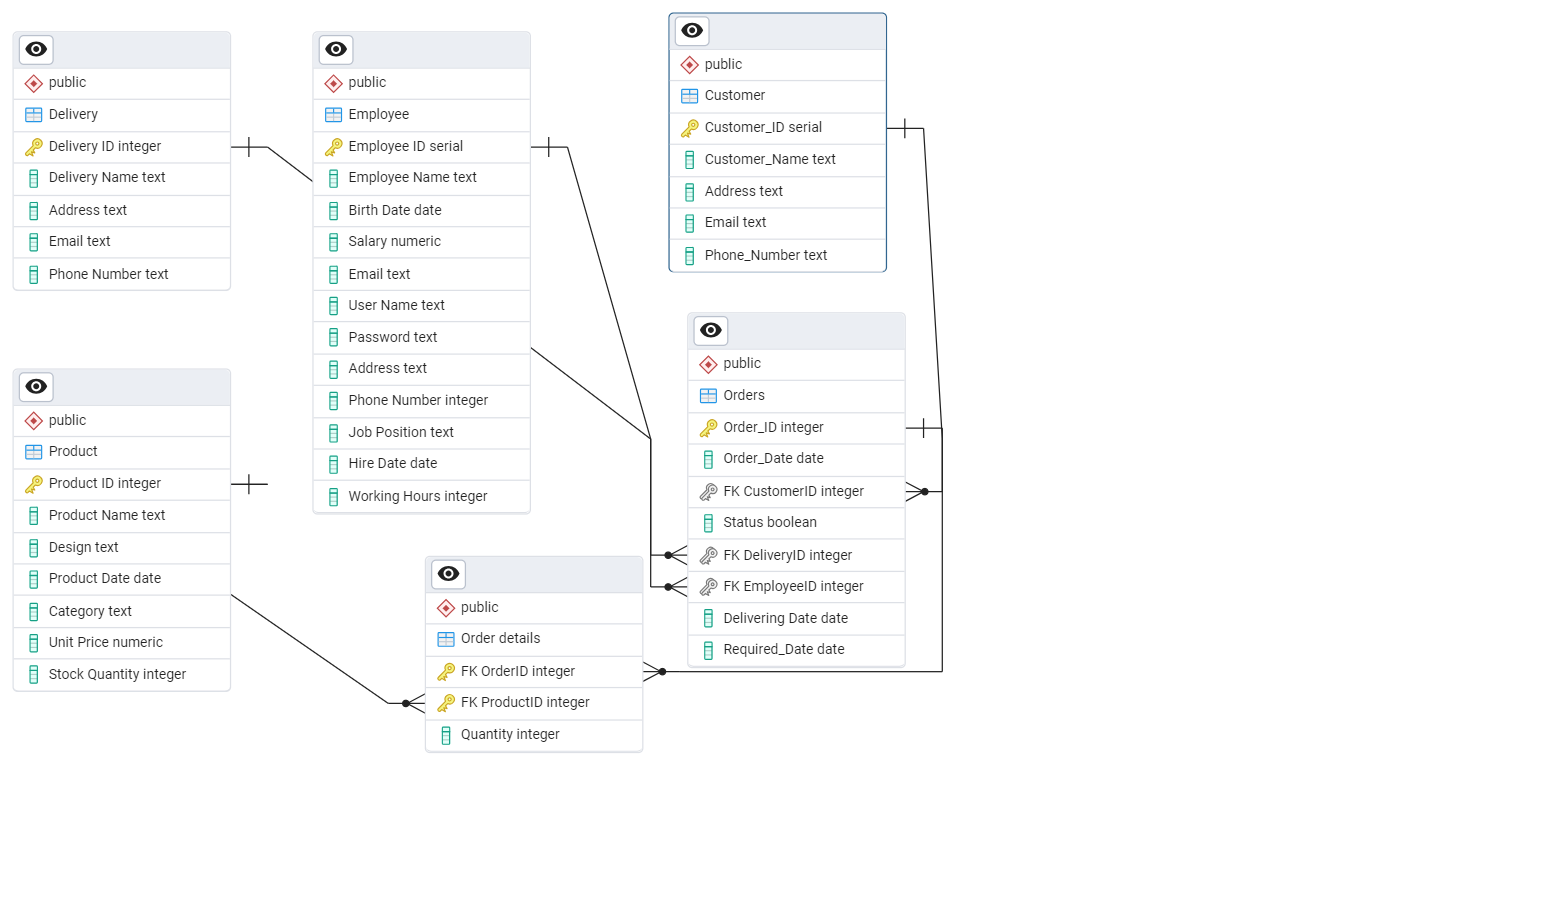 public
Delivery
Delivery ID integer
Delivery Name text
Address text
Email text
Phone Number text
public
Employee
Employee ID serial
Employee Name text
Birth Date date
Salary numeric
Email text
User Name text
Password text
Address text
Phone Number integer
Job Position text
Hire Date date
Working Hours integer
public
Customer
Customer_ID serial
Customer_Name text
Address text
Email text
Phone_Number text
public
Product
Product ID integer
Product Name text
Design text
Product Date date
Category text
Unit Price numeric
Stock Quantity integer
public
Order details
FK OrderID integer
FK ProductID integer
Quantity integer
public
Orders
Order_ID integer
Order_Date date
FK CustomerID integer
Status boolean
FK DeliveryID integer
FK EmployeeID integer
Delivering Date date
Required_Date date